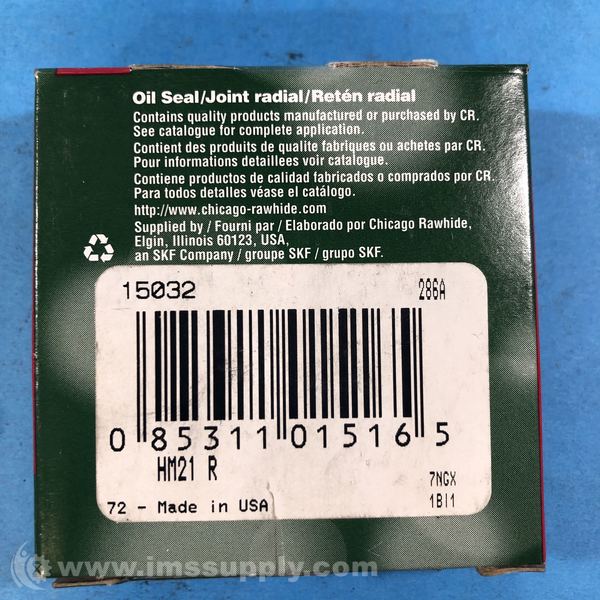 Oil Seal/Joint radial/Retén radial
Contains quality products manufactured or purchased by CR.
See catalogue for complete application.
Contient des produits de qualite fabriques ou achetes par CR.
Pour informations detaillees voir catalogue.
Contiene productos de calidad fabricados o comprados por CR.
Para todos detalles véase el catálogo.
http://www.chicago-rawhide.com
Supplied by / Fourni par / Elaborado por Chicago Rawhide,
Elgin, Illinois 60123, USA,
an SKF Company / groupe SKF / grupo SKF.
15032 286A
0 85311 01516 5
HM21 R 7NGX
72 - Made in USA 1BI1
www.imssupply.com